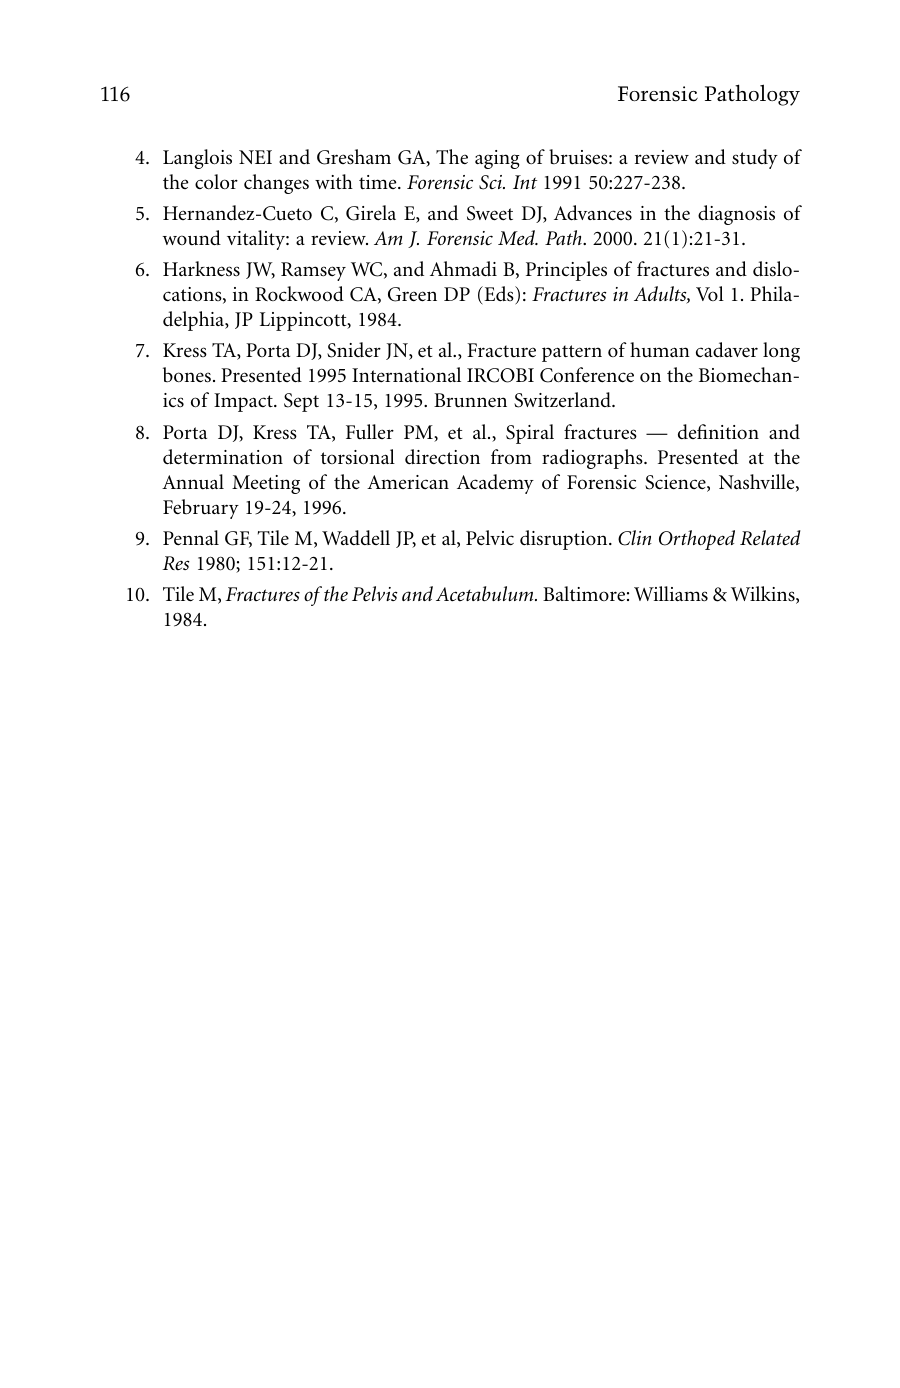 116 Forensic Pathology
4. Langlois NEI and Gresham GA, The aging of bruises: a review and study of
the color changes with time. Forensic Sci. Int 1991 50:227-238.
5. Hernandez-Cueto C, Girela E, and Sweet DJ, Advances in the diagnosis of
wound vitality: a review. Am J. Forensic Med. Path. 2000. 21(1):21-31.
6. Harkness JW, Ramsey WC, and Ahmadi B, Principles of fractures and dislo-
cations, in Rockwood CA, Green DP (Eds): Fractures in Adults, Vol 1. Phila-
delphia, JP Lippincott, 1984.
7. Kress TA, Porta DJ, Snider JN, et al., Fracture pattern of human cadaver long
bones. Presented 1995 International IRCOBI Conference on the Biomechan-
ics of Impact. Sept 13-15, 1995. Brunnen Switzerland.
8. Porta DJ, Kress TA, Fuller PM, et al., Spiral fractures — definition and
determination of torsional direction from radiographs. Presented at the
Annual Meeting of the American Academy of Forensic Science, Nashville,
February 19-24, 1996.
9. Pennal GF, Tile M, Waddell JP, et al, Pelvic disruption. Clin Orthoped Related
Res 1980; 151:12-21.
10. Tile M, Fractures of the Pelvis and Acetabulum. Baltimore: Williams & Wilkins,
1984.